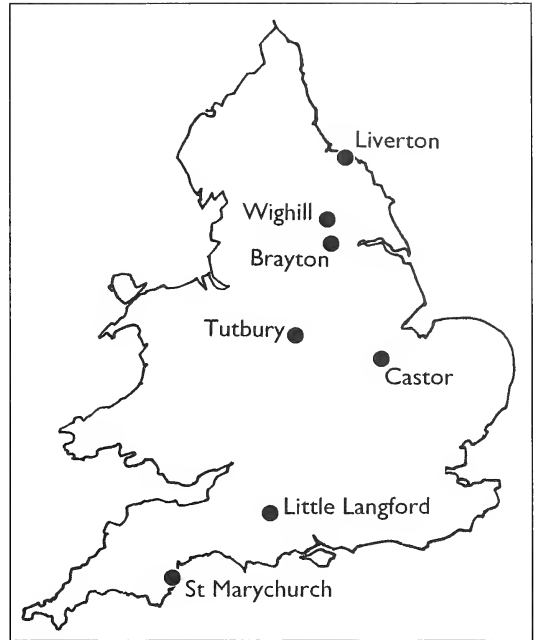 Liverton
Wighill
Brayton
Tutbury
Castor
Little Langford
St Marychurch